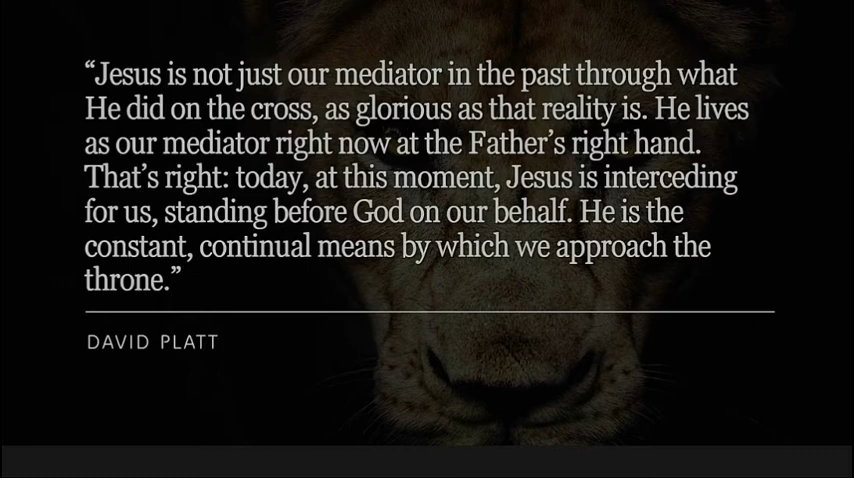 “Jesus is not just our mediator in the past through what
He did on the cross, as glorious as that reality is. He lives
as our mediator right now at the Father’s right hand.
That’s right: today, at this moment, Jesus is interceding
for us, standing before God on our behalf. He is the
constant, continual means by which we approach the
throne.”
DAVID PLATT